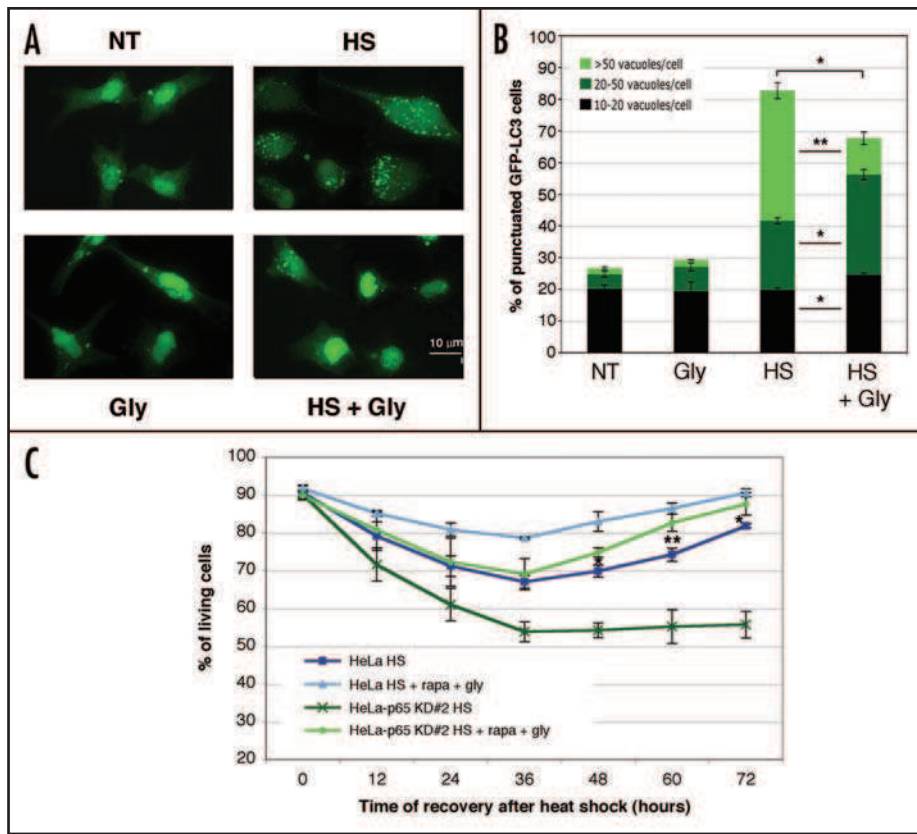 A
NT
HS
Gly
HS + Gly
10 µm
B
>50 vacuoles/cell
20-50 vacuoles/cell
10-20 vacuoles/cell
% of punctuated GFP-LC3 cells
100
90
80
70
60
50
40
30
20
10
0
*
**
*
*
NT
Gly
HS
HS
+ Gly
C
% of living cells
100
90
80
70
60
50
40
30
20
*
**
*
HeLa HS
HeLa HS + rapa + gly
HeLa-p65 KD#2 HS
HeLa-p65 KD#2 HS + rapa + gly
0 12 24 36 48 60 72
Time of recovery after heat shock (hours)